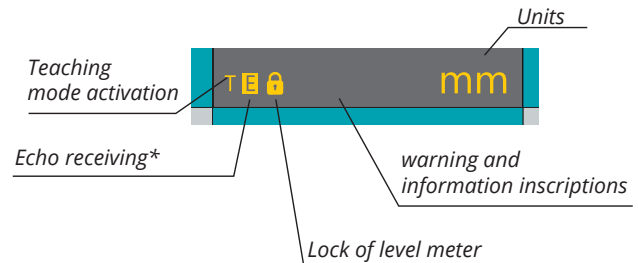 Units
Teaching
mode activation
T E mm
Echo receiving*
warning and
information inscriptions
Lock of level meter